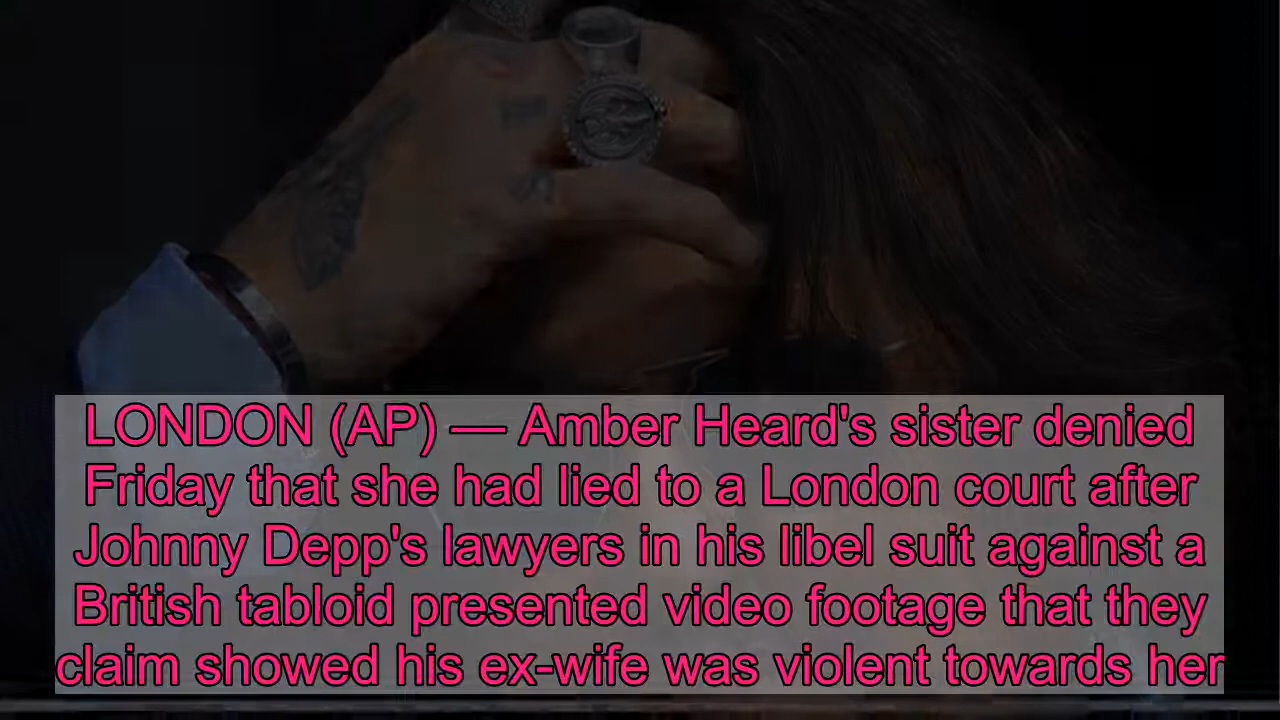 LONDON (AP) — Amber Heard's sister denied
Friday that she had lied to a London court after
Johnny Depp's lawyers in his libel suit against a
British tabloid presented video footage that they
claim showed his ex-wife was violent towards her